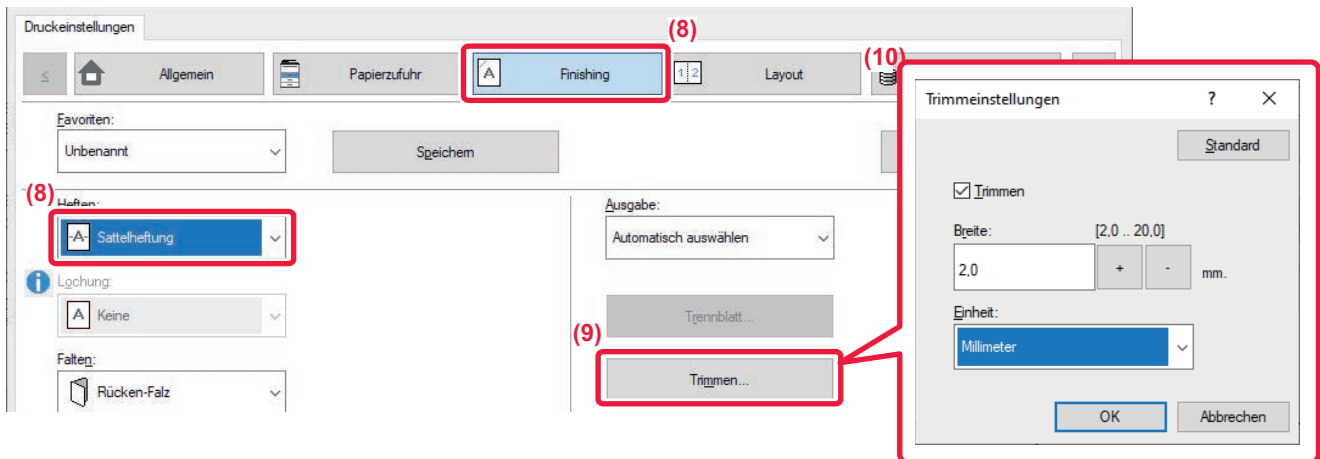 Druckeinstellungen
(8)
≤
Allgemein
Papierzufuhr
A
Finishing
1 2
Layout
(10)
Favoriten:
Unbenannt
Speichern
(8)
Heften:
-A- Sattelheftung
i
Lochung:
A Keine
Falten:
Rücken-Falz
Ausgabe:
Automatisch auswählen
Trennblatt...
(9)
Trimmen...
Trimmeinstellungen
?
Standard
Trimmen
Breite: [2,0 .. 20,0]
2,0 + - mm.
Einheit:
Millimeter
OK Abbrechen